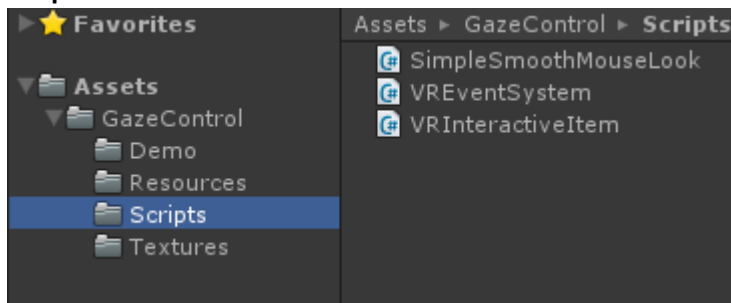 Favorites
Assets
GazeControl
Demo
Resources
Scripts
Textures
Assets ▸ GazeControl ▸ Scripts
SimpleSmoothMouseLook
VREventSystem
VRInteractiveItem